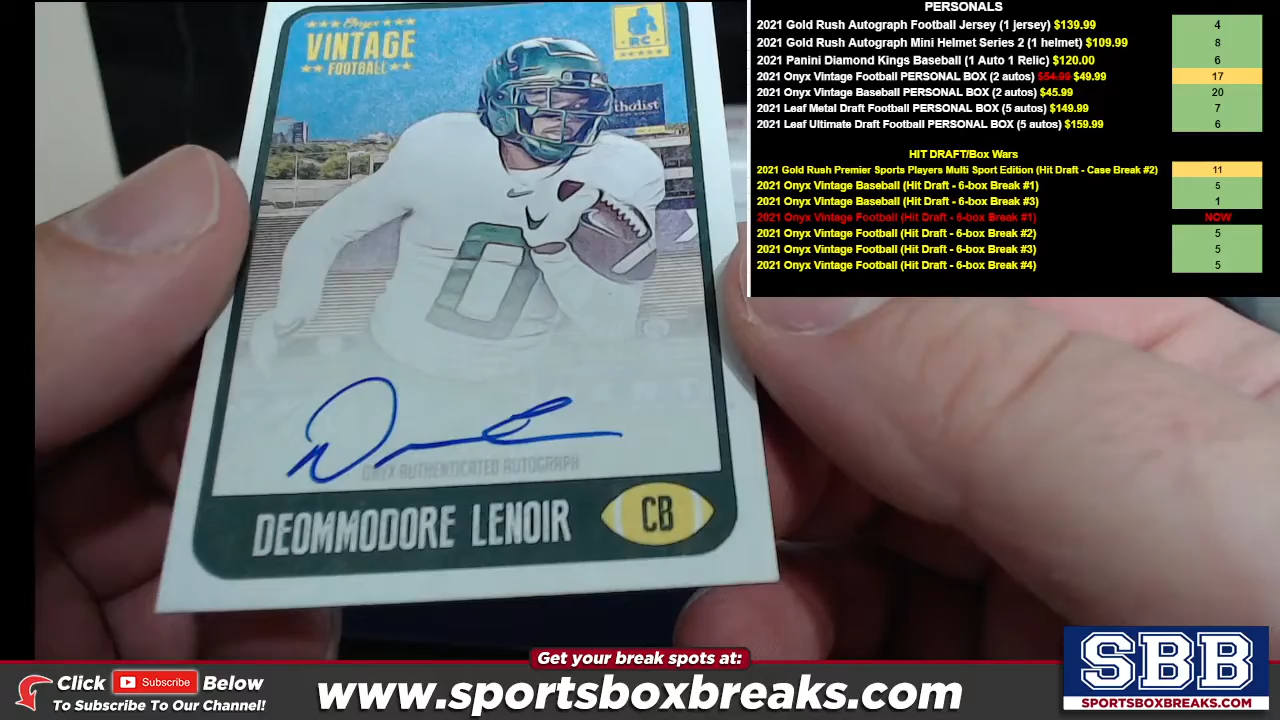 Onyx
VINTAGE
FOOTBALL
RC
thodist
0
ONYX AUTHENTICATED AUTOGRAPH
DEOMMODORE LENOIR
CB
PERSONALS
2021 Gold Rush Autograph Football Jersey (1 jersey) $139.99 4
2021 Gold Rush Autograph Mini Helmet Series 2 (1 helmet) $109.99 8
2021 Panini Diamond Kings Baseball (1 Auto 1 Relic) $120.00 6
2021 Onyx Vintage Football PERSONAL BOX (2 autos) $54.99 $49.99 17
2021 Onyx Vintage Baseball PERSONAL BOX (2 autos) $45.99 20
2021 Leaf Metal Draft Football PERSONAL BOX (5 autos) $149.99 7
2021 Leaf Ultimate Draft Football PERSONAL BOX (5 autos) $159.99 6
HIT DRAFT/Box Wars
2021 Gold Rush Premier Sports Players Multi Sport Edition (Hit Draft - Case Break #2) 11
2021 Onyx Vintage Baseball (Hit Draft - 6-box Break #1) 5
2021 Onyx Vintage Baseball (Hit Draft - 6-box Break #3) 1
2021 Onyx Vintage Football (Hit Draft - 6-box Break #1) NOW
2021 Onyx Vintage Football (Hit Draft - 6-box Break #2) 5
2021 Onyx Vintage Football (Hit Draft - 6-box Break #3) 5
2021 Onyx Vintage Football (Hit Draft - 6-box Break #4) 5
Get your break spots at:
Click Subscribe Below
To Subscribe To Our Channel!
www.sportsboxbreaks.com
SBB
SPORTSBOXBREAKS.COM